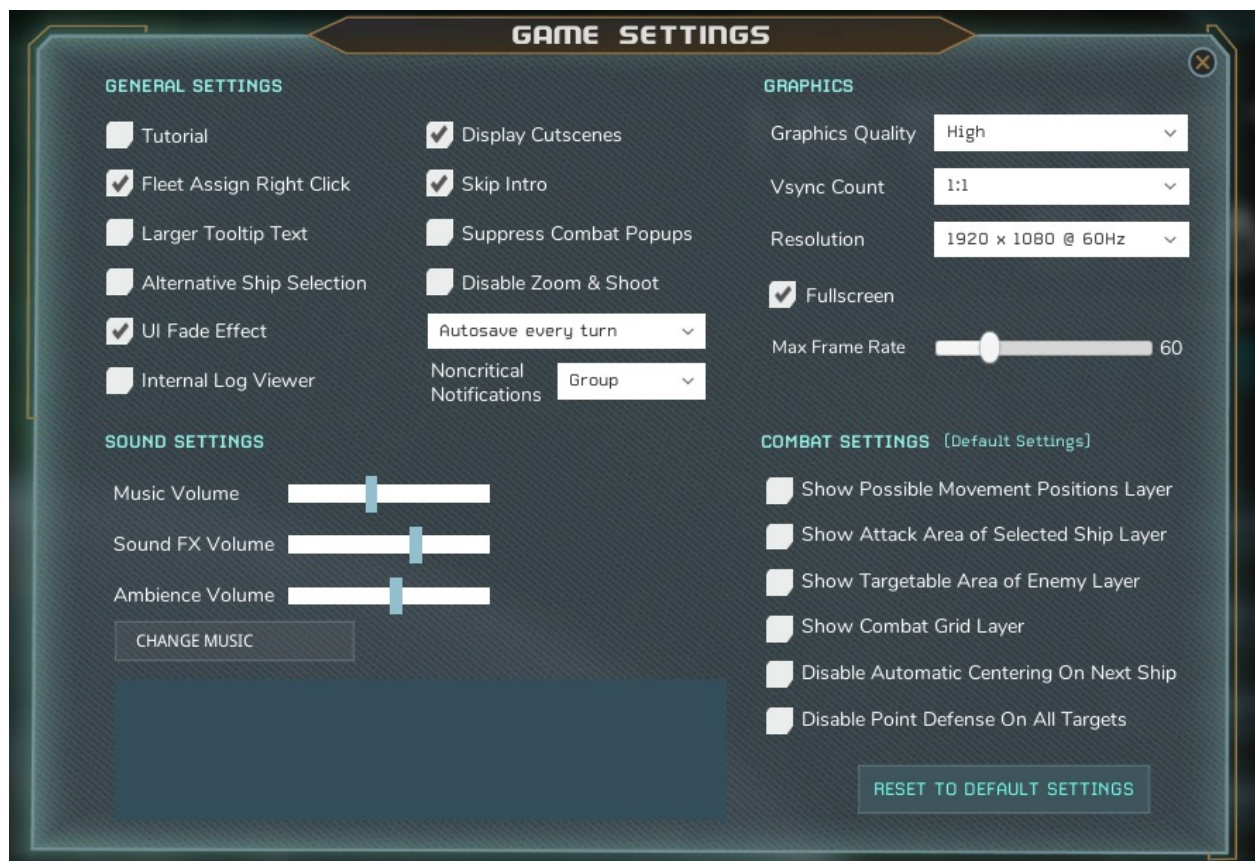 GAME SETTINGS
GENERAL SETTINGS
Tutorial
Fleet Assign Right Click
Larger Tooltip Text
Alternative Ship Selection
UI Fade Effect
Internal Log Viewer
Display Cutscenes
Skip Intro
Suppress Combat Popups
Disable Zoom & Shoot
Autosave every turn
Noncritical
Notifications
Group
GRAPHICS
Graphics Quality High
Vsync Count 1:1
Resolution 1920 x 1080 @ 60Hz
Fullscreen
Max Frame Rate 60
SOUND SETTINGS
Music Volume
Sound FX Volume
Ambience Volume
CHANGE MUSIC
COMBAT SETTINGS (Default Settings)
Show Possible Movement Positions Layer
Show Attack Area of Selected Ship Layer
Show Targetable Area of Enemy Layer
Show Combat Grid Layer
Disable Automatic Centering On Next Ship
Disable Point Defense On All Targets
RESET TO DEFAULT SETTINGS